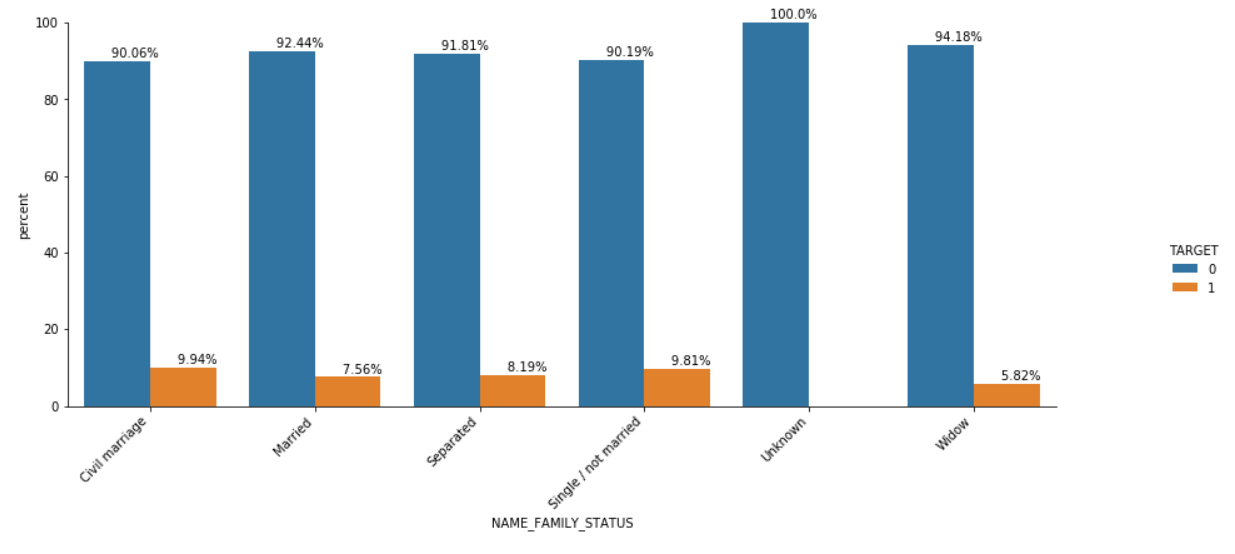 100.0%
100
94.18%
92.44%
91.81%
90.19%
90.06%
80
60
percent
TARGET
0
1
40
20
9.94%
9.81%
8.19%
7.56%
5.82%
0
Civil marriage
Married
Separated
Single / not married
Unknown
Widow
NAME_FAMILY_STATUS